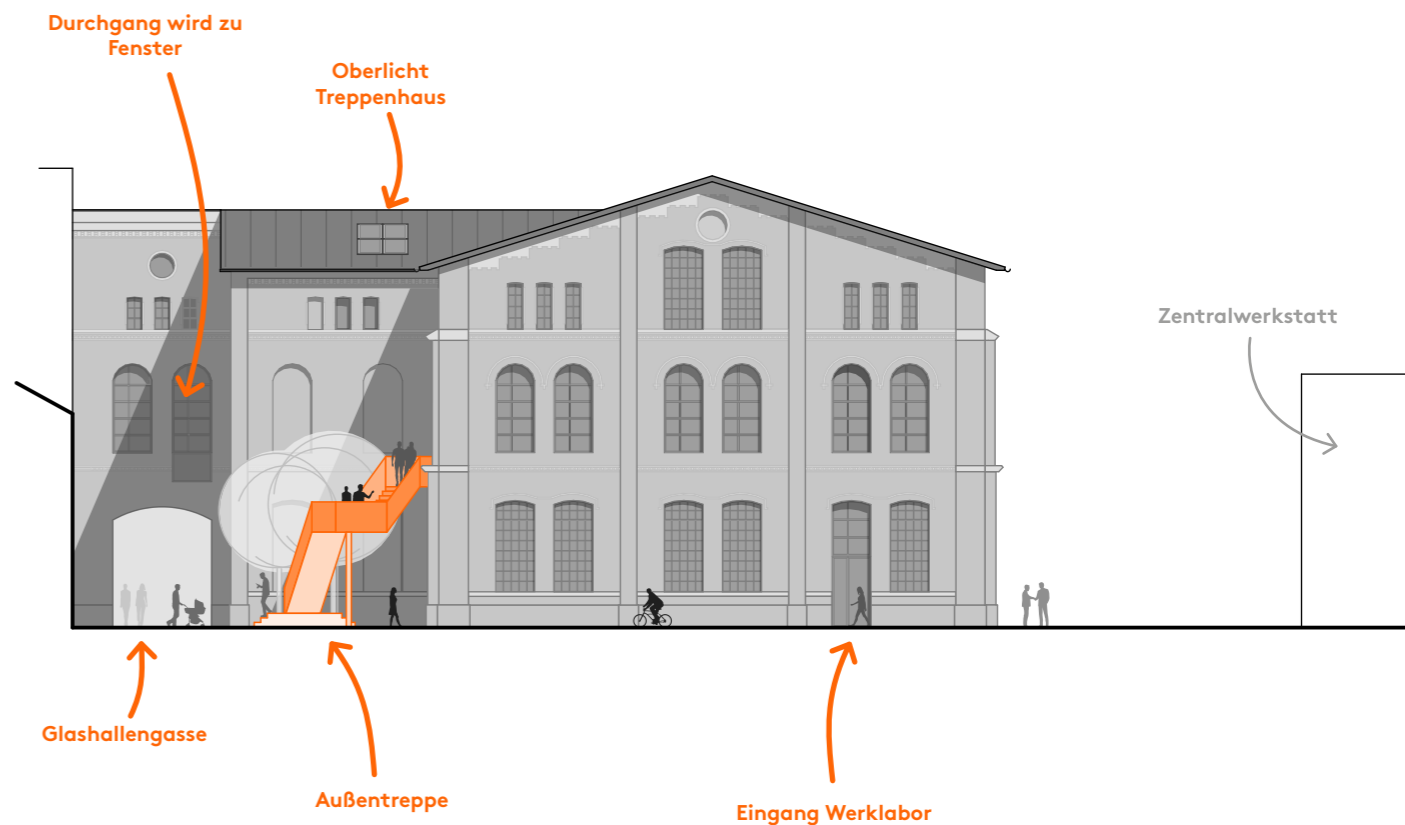 Durchgang wird zu
Fenster
Oberlicht
Treppenhaus
Zentralwerkstatt
Glashallengasse
Außentreppe
Eingang Werklabor